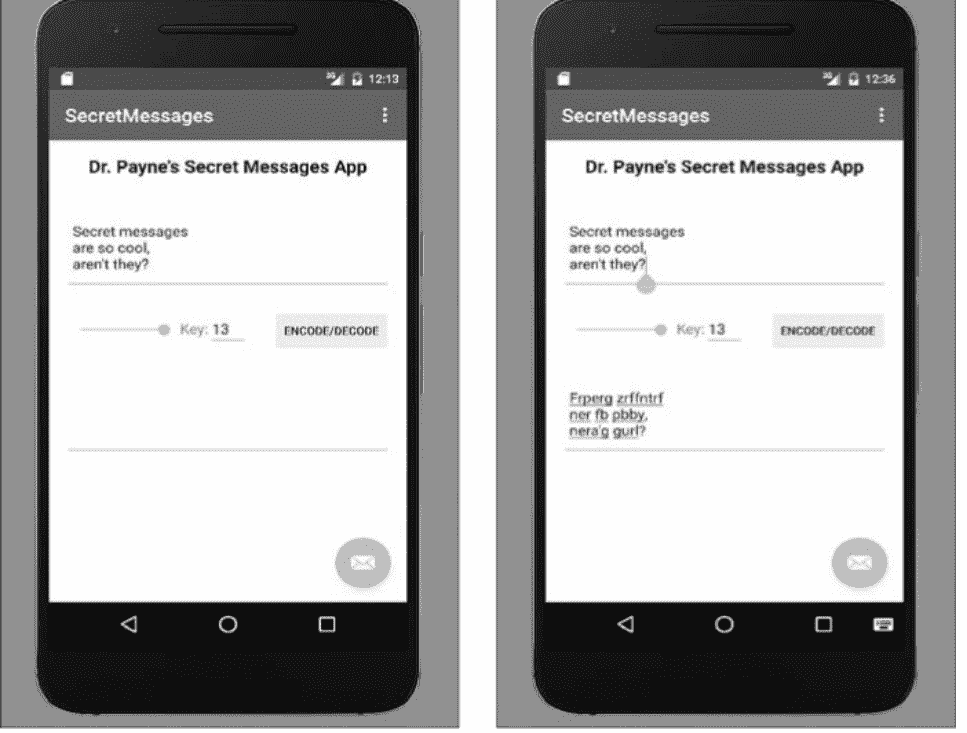 12:13
SecretMessages
Dr. Payne's Secret Messages App
Secret messages
are so cool,
aren't they?
Key: 13
ENCODE/DECODE
12:36
SecretMessages
Dr. Payne's Secret Messages App
Secret messages
are so cool,
aren't they?
Key: 13
ENCODE/DECODE
Frperg zrffntrf
ner fb pbby,
nera'g gurl?